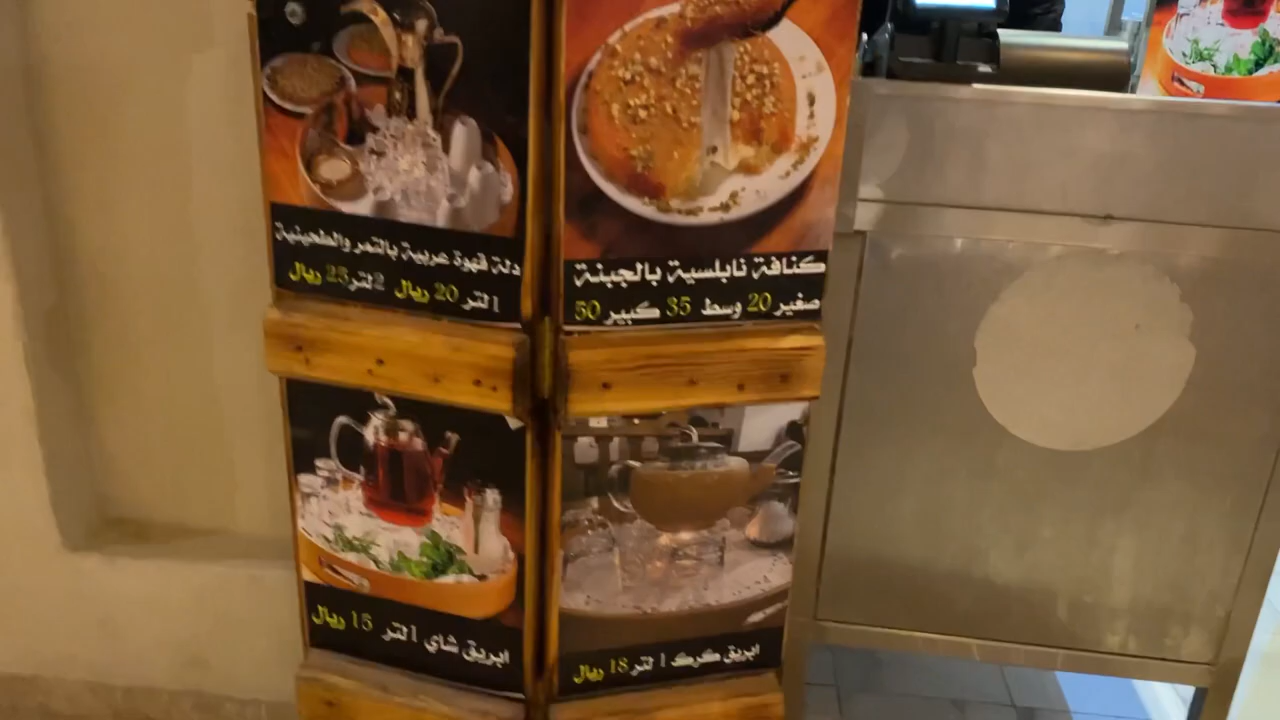 كنافة نابلسية بالجبنة
صغير 20 وسط 35 كبير 50
دلة قهوة عربية بالتمر والطحينية
1 لتر 20 ريال 2 لتر 25 ريال
ابريق كرك 1 لتر 18 ريال
ابريق شاي 1 لتر 15 ريال